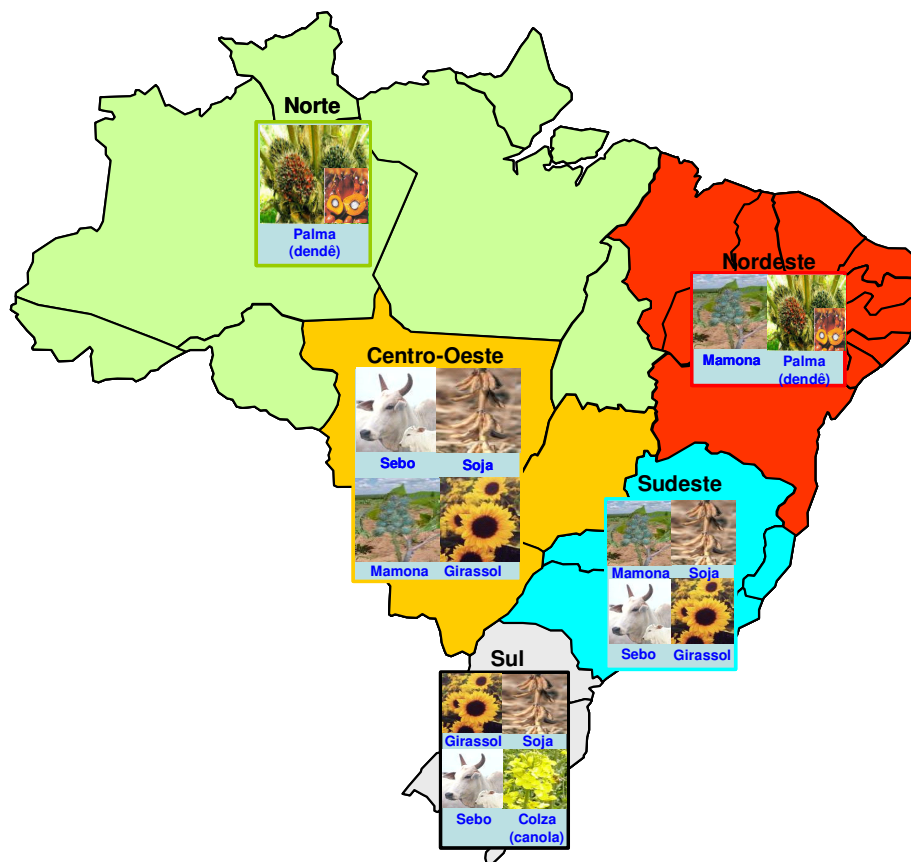 Norte
Palma
(dendê)
Nordeste
Mamona Palma
(dendê)
Centro-Oeste
Sebo Soja
Mamona Girassol
Sudeste
Mamona Soja
Sebo Girassol
Sul
Girassol Soja
Sebo Colza
(canola)